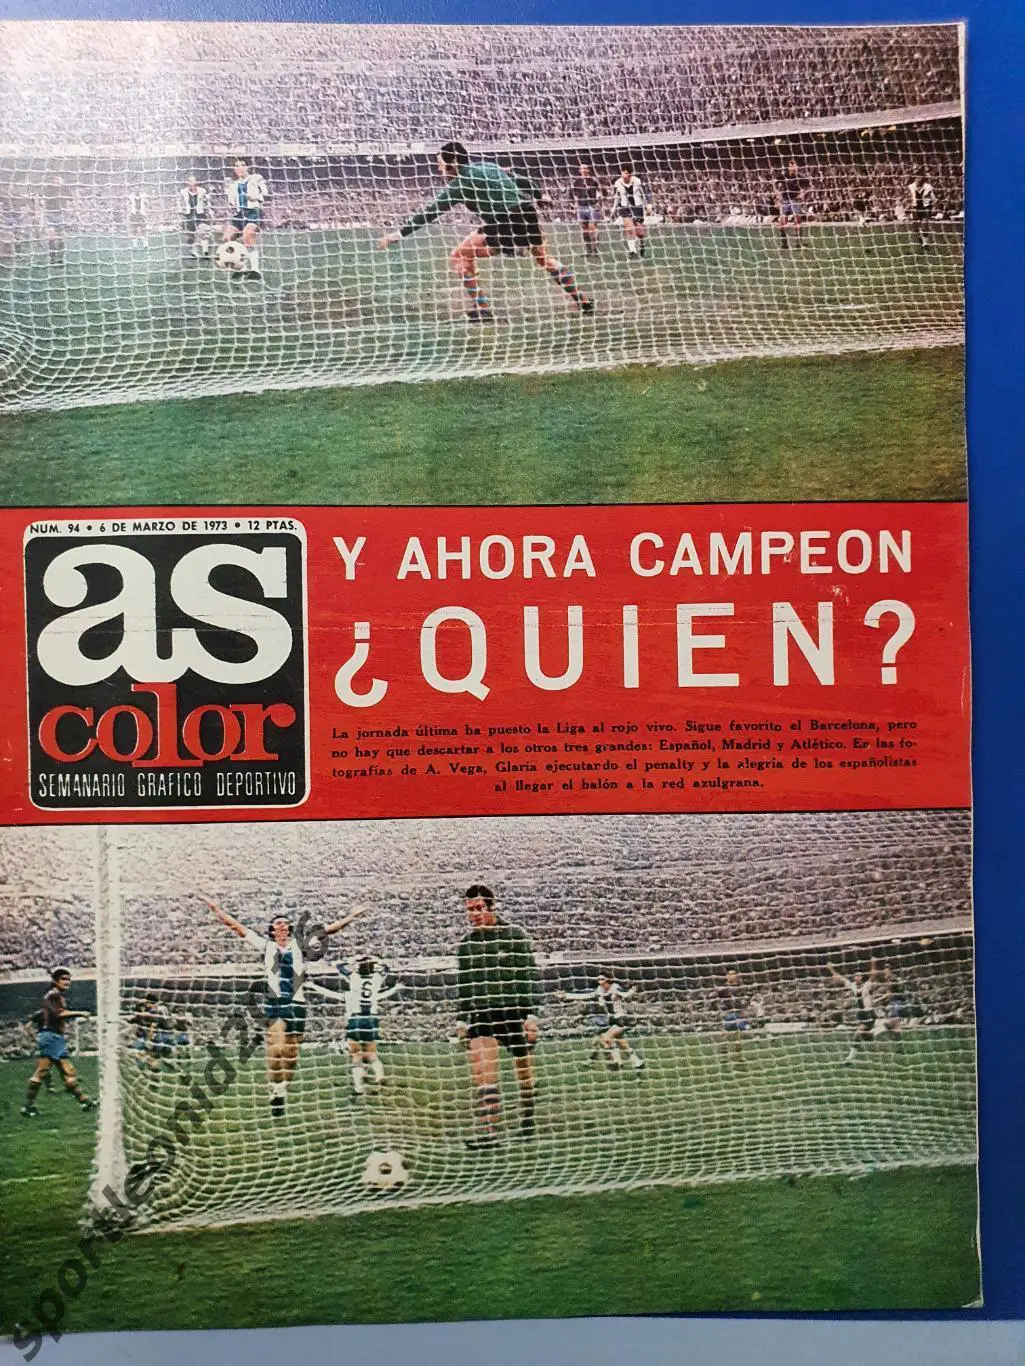 NUM. 94 • 6 DE MARZO DE 1973 • 12 PTAS.
as
color
SEMANARIO GRAFICO DEPORTIVO
Y AHORA CAMPEON
¿QUIEN?
La jornada última ha puesto la Liga al rojo vivo. Sigue favorito el Barcelona, pero
no hay que descartar a los otros tres grandes: Español, Madrid y Atlético. En las fo-
tografías de A. Vega, Glaría ejecutardo el penalty y la alegría de los españolistas
al llegar el balón a la red azulgrana.
6
sportleonid2016